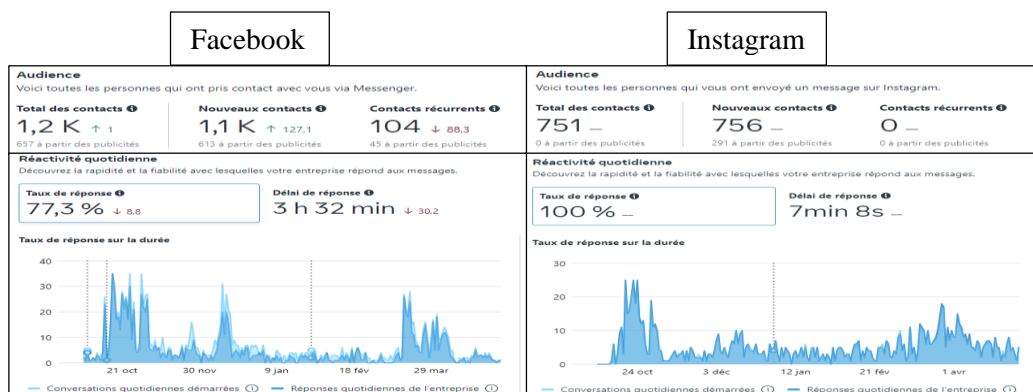 Facebook
Instagram
Audience
Voici toutes les personnes qui ont pris contact avec vous via Messenger.
Total des contacts
Nouveaux contacts
Contacts récurrents
1,2 K ↑ 1
1,1 K ↑ 127,1
104 ↓ 88,3
657 à partir des publicités
613 à partir des publicités
45 à partir des publicités
Réactivité quotidienne
Découvrez la rapidité et la fiabilité avec lesquelles votre entreprise répond aux messages.
Taux de réponse
Délai de réponse
77,3 % ↓ 8,8
3 h 32 min ↓ 30,2
Taux de réponse sur la durée
40
30
20
10
0
21 oct 30 nov 9 jan 18 fév 29 mar
Conversations quotidiennes démarrées Réponses quotidiennes de l'entreprise
Audience
Voici toutes les personnes qui vous ont envoyé un message sur Instagram.
Total des contacts
Nouveaux contacts
Contacts récurrents
751 —
756 —
0 —
0 à partir des publicités
291 à partir des publicités
0 à partir des publicités
Réactivité quotidienne
Découvrez la rapidité et la fiabilité avec lesquelles votre entreprise répond aux messages.
Taux de réponse
Délai de réponse
100 % —
7min 8s —
Taux de réponse sur la durée
30
20
10
0
24 oct 3 déc 12 jan 21 fév 1 avr
Conversations quotidiennes démarrées Réponses quotidiennes de l'entreprise